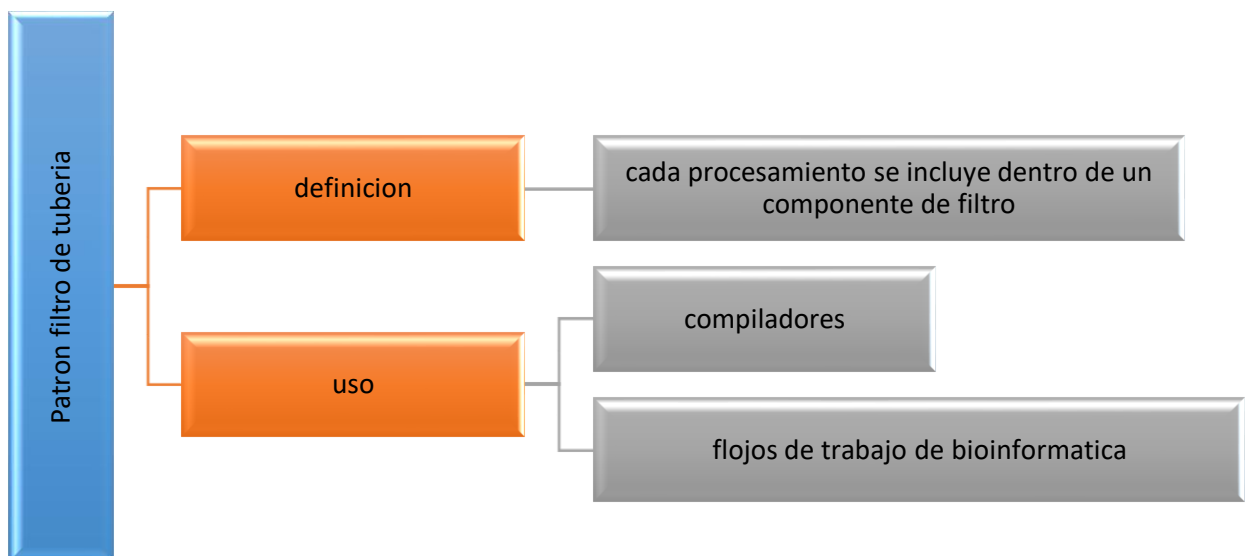 Patron filtro de tuberia
definicion
cada procesamiento se incluye dentro de un
componente de filtro
uso
compiladores
flojos de trabajo de bioinformatica